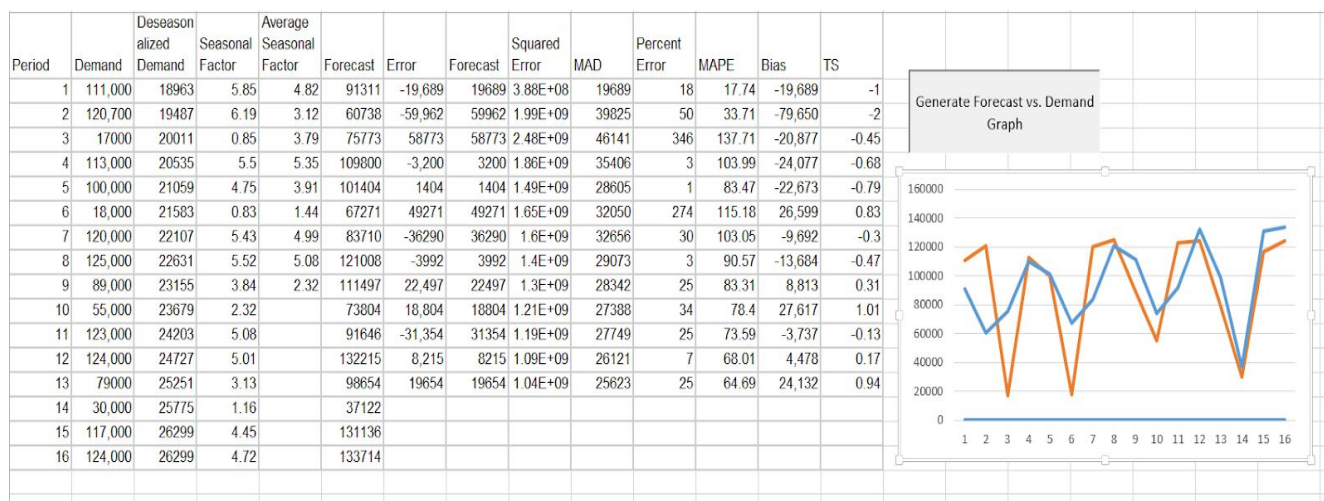 Deseason Average
alized Seasonal Seasonal Squared Percent
Period Demand Demand Factor Factor Forecast Error Forecast Error MAD Error MAPE Bias TS
1 111,000 18963 5.85 4.82 91311 -19,689 19689 3.88E+08 19689 18 17.74 -19,689 -1
2 120,700 19487 6.19 3.12 60738 -59,962 59962 1.99E+09 39825 50 33.71 -79,650 -2
3 17000 20011 0.85 3.79 75773 58773 58773 2.48E+09 46141 346 137.71 -20,877 -0.45
4 113,000 20535 5.5 5.35 109800 -3,200 3200 1.86E+09 35406 3 103.99 -24,077 -0.68
5 100,000 21059 4.75 3.91 101404 1404 1404 1.49E+09 28605 1 83.47 -22,673 -0.79
6 18,000 21583 0.83 1.44 67271 49271 49271 1.65E+09 32050 274 115.18 26,599 0.83
7 120,000 22107 5.43 4.99 83710 -36290 36290 1.6E+09 32656 30 103.05 -9,692 -0.3
8 125,000 22631 5.52 5.08 121008 -3992 3992 1.4E+09 29073 3 90.57 -13,684 -0.47
9 89,000 23155 3.84 2.32 111497 22,497 22497 1.3E+09 28342 25 83.31 8,813 0.31
10 55,000 23679 2.32 73804 18,804 18804 1.21E+09 27388 34 78.4 27,617 1.01
11 123,000 24203 5.08 91646 -31,354 31354 1.19E+09 27749 25 73.59 -3,737 -0.13
12 124,000 24727 5.01 132215 8,215 8215 1.09E+09 26121 7 68.01 4,478 0.17
13 79000 25251 3.13 98654 19654 19654 1.04E+09 25623 25 64.69 24,132 0.94
14 30,000 25775 1.16 37122
15 117,000 26299 4.45 131136
16 124,000 26299 4.72 133714
Generate Forecast vs. Demand
Graph
160000
140000
120000
100000
80000
60000
40000
20000
0
1 2 3 4 5 6 7 8 9 10 11 12 13 14 15 16